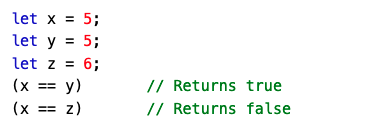 let x = 5;
let y = 5;
let z = 6;
(x == y)       // Returns true
(x == z)       // Returns false